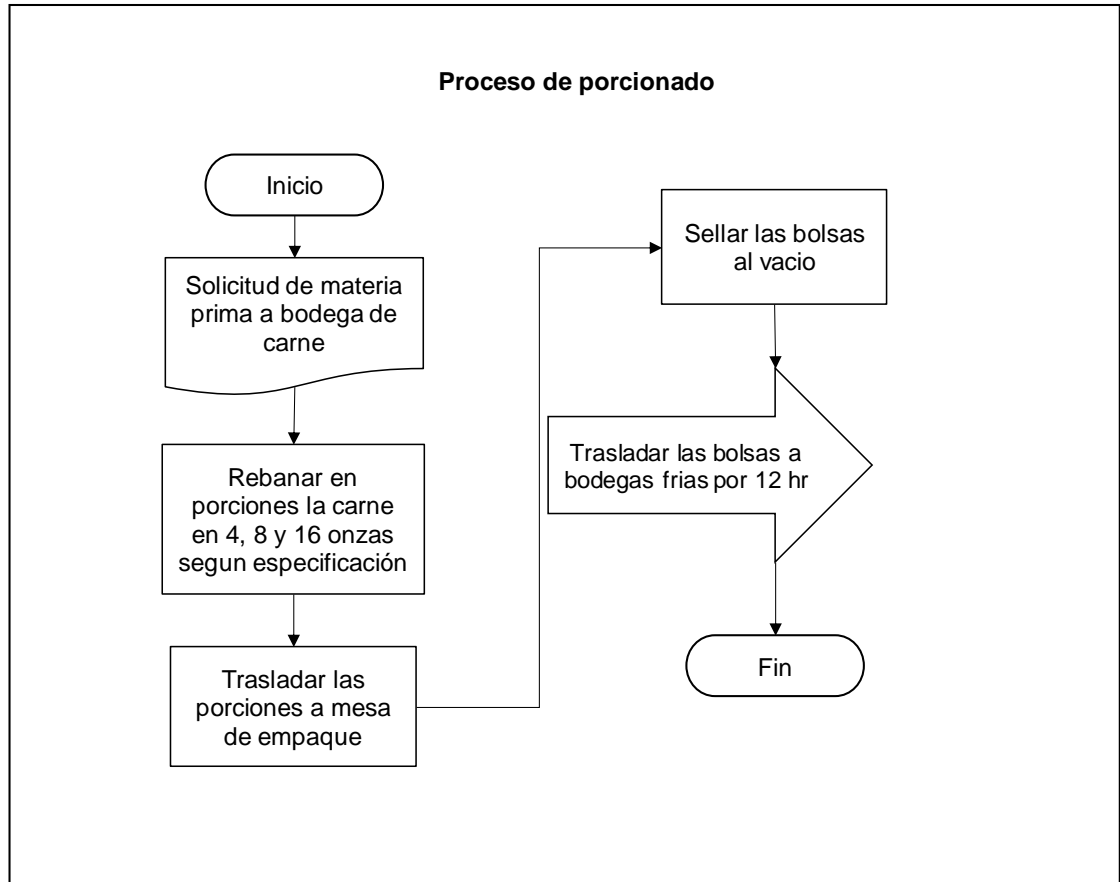 Proceso de porcionado
Inicio
Solicitud de materia
prima a bodega de
carne
Rebanar en
porciones la carne
en 4, 8 y 16 onzas
segun especificación
Trasladar las
porciones a mesa
de empaque
Sellar las bolsas
al vacio
Trasladar las bolsas a
bodegas frias por 12 hr
Fin